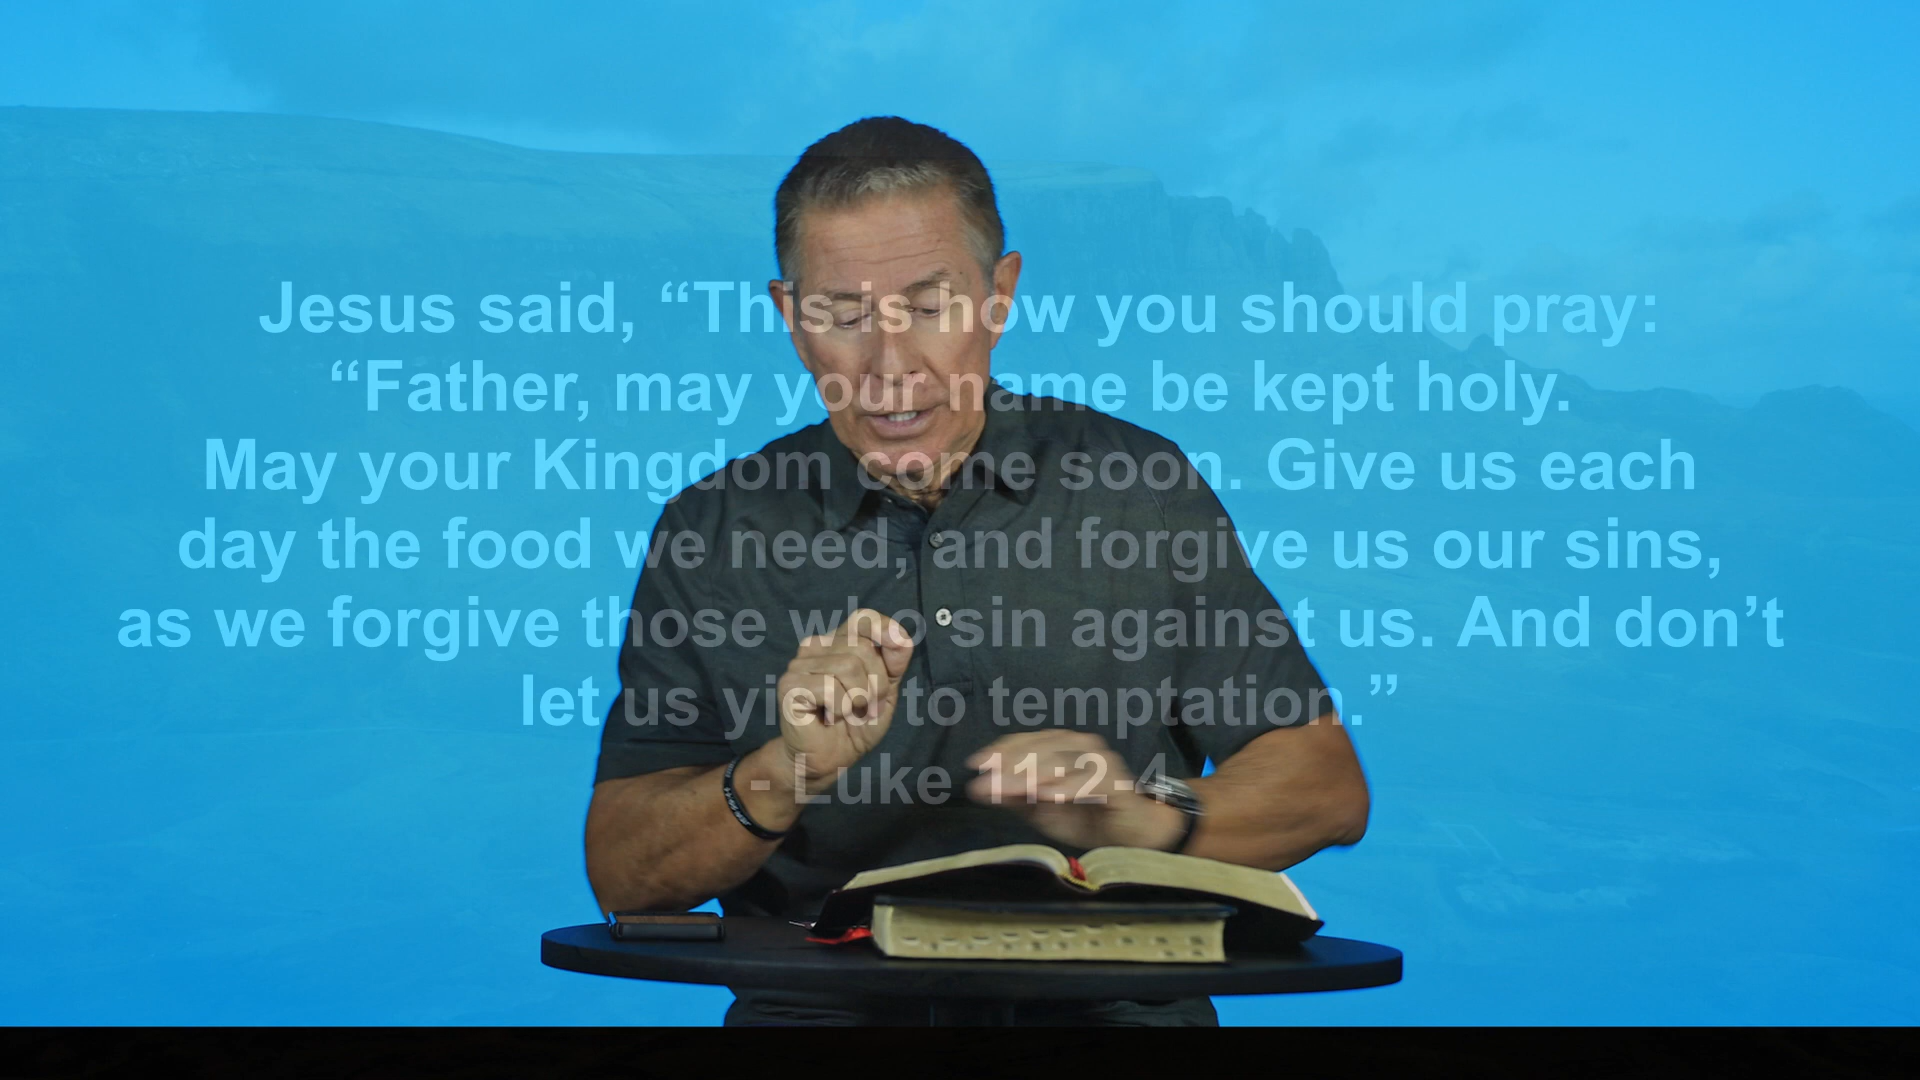 Jesus said, “This is how you should pray:
“Father, may your name be kept holy.
May your Kingdom come soon. Give us each
day the food we need, and forgive us our sins,
as we forgive those who sin against us. And don’t
let us yield to temptation.”
- Luke 11:2-4